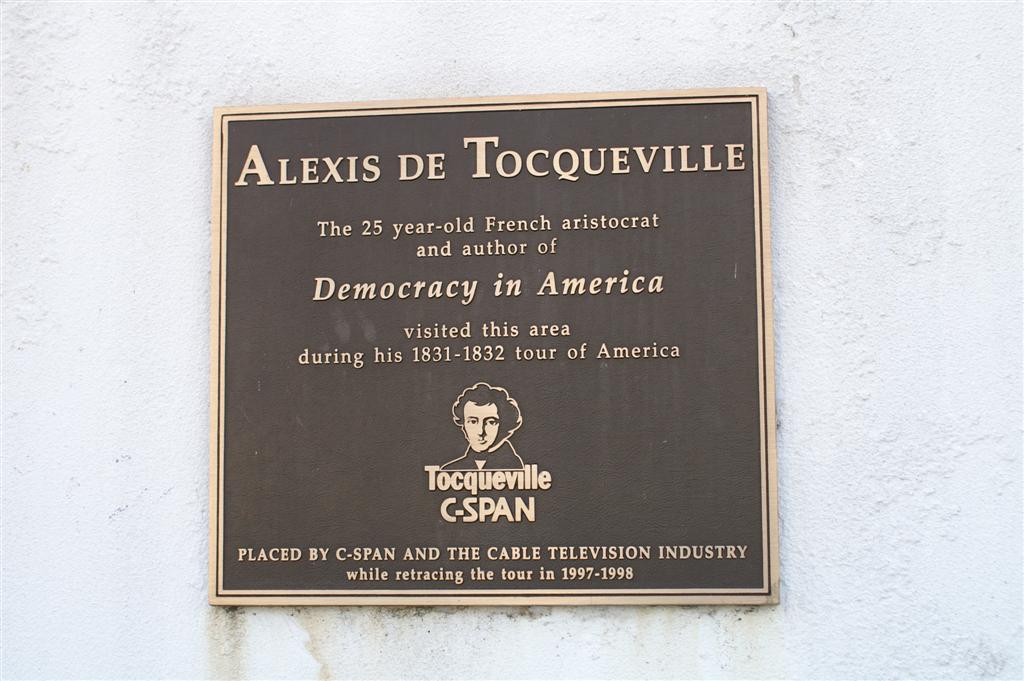 ALEXIS DE TOCQUEVILLE
The 25 year-old French aristocrat
and author of
Democracy in America
visited this area
during his 1831-1832 tour of America
Tocqueville
C-SPAN
PLACED BY C-SPAN AND THE CABLE TELEVISION INDUSTRY
while retracing the tour in 1997-1998